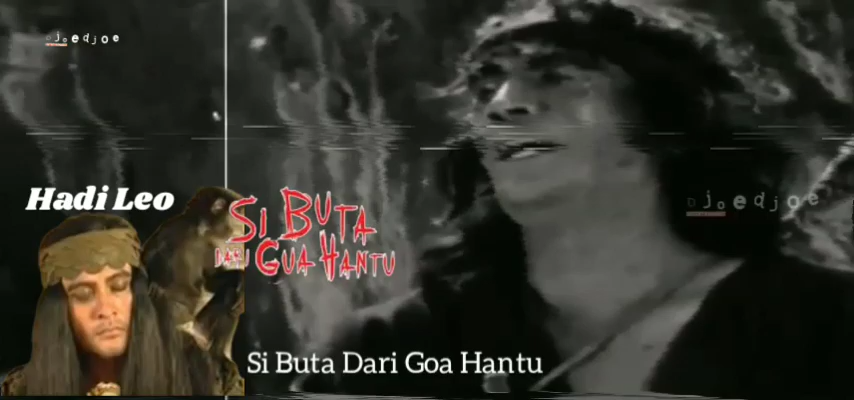 Djoedjoe
Hadi Leo
Si Buta
Dari Gua Hantu
Djoedjoe
Si Buta Dari Goa Hantu